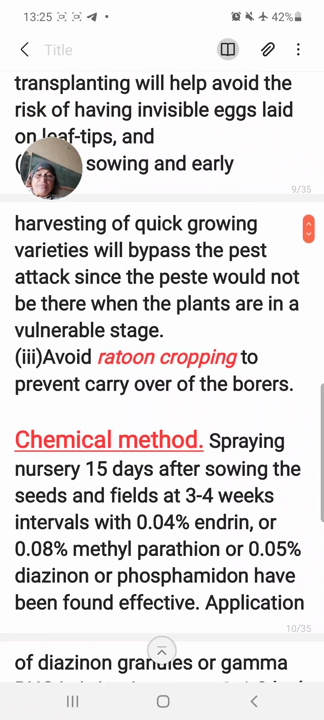 13:25
42%
Title
transplanting will help avoid the
risk of having invisible eggs laid
on leaf-tips, and
sowing and early
9/35
harvesting of quick growing
varieties will bypass the pest
attack since the peste would not
be there when the plants are in a
vulnerable stage.
(iii)Avoid ratoon cropping to
prevent carry over of the borers.
Chemical method. Spraying
nursery 15 days after sowing the
seeds and fields at 3-4 weeks
intervals with 0.04% endrin, or
0.08% methyl parathion or 0.05%
diazinon or phosphamidon have
been found effective. Application
10/35
of diazinon granules or gamma